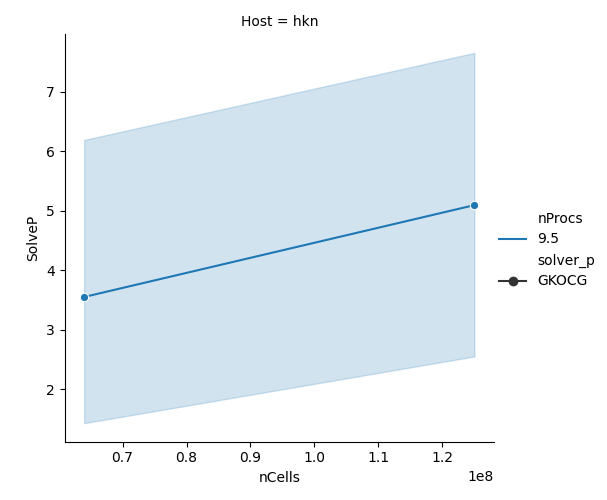 Host = hkn
SolveP
7
6
5
4
3
2
0.7
0.8
0.9
1.0
1.1
1.2
1e8
nCells
nProcs
9.5
solver_p
GKOCG